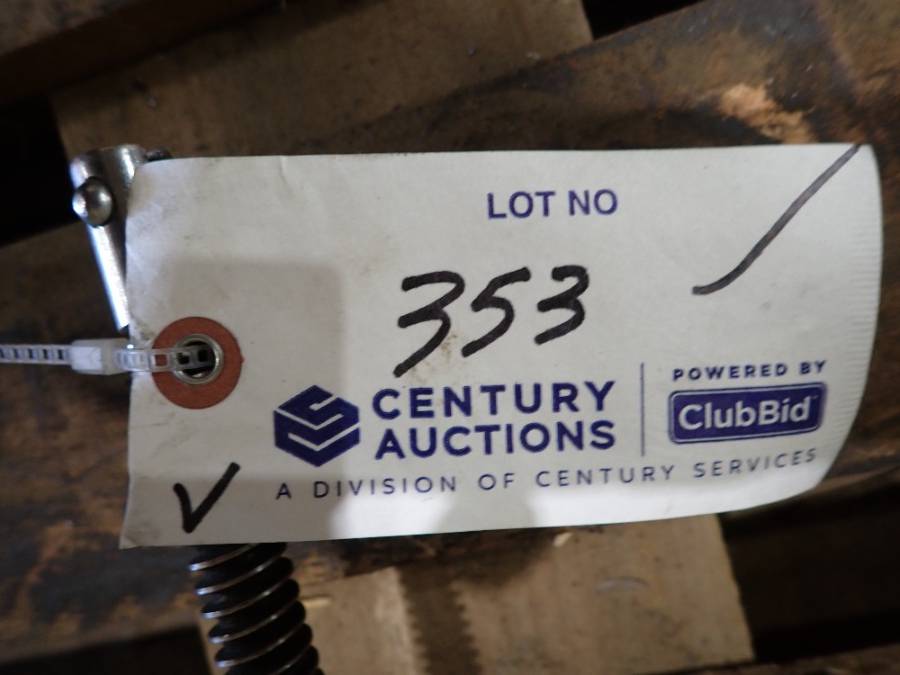 LOT NO
353
CENTURY
AUCTIONS
POWERED BY
ClubBid
A DIVISION OF CENTURY SERVICES